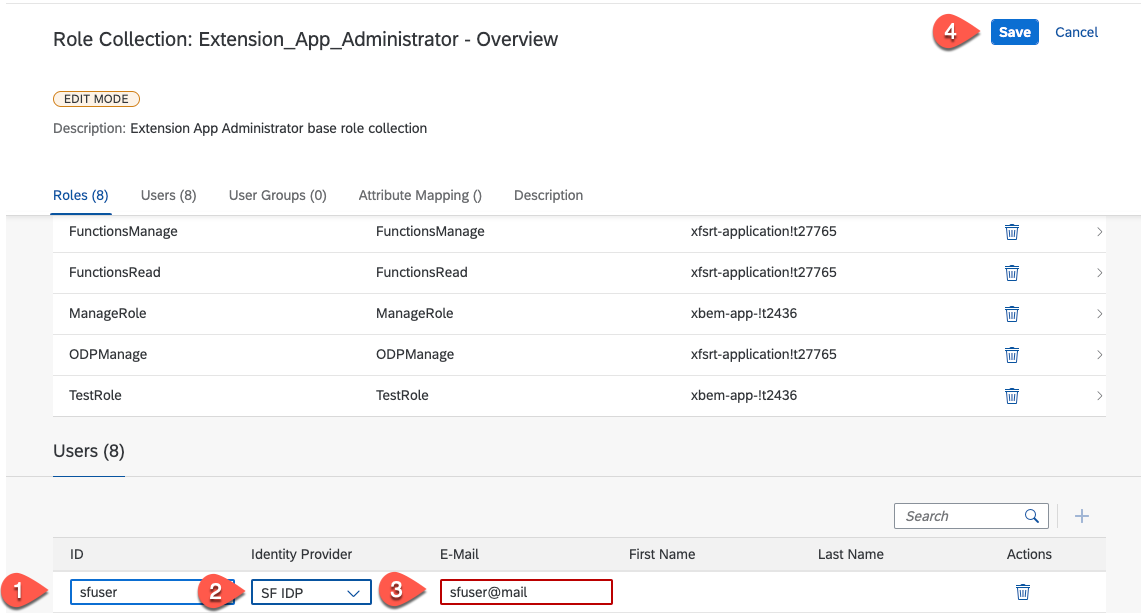 Role Collection: Extension_App_Administrator - Overview
4 Save Cancel
EDIT MODE
Description: Extension App Administrator base role collection
Roles (8) Users (8) User Groups (0) Attribute Mapping () Description
FunctionsManage FunctionsManage xfsrt-application!t27765
FunctionsRead FunctionsRead xfsrt-application!t27765
ManageRole ManageRole xbem-app-!t2436
ODPManage ODPManage xfsrt-application!t27765
TestRole TestRole xbem-app-!t2436
Users (8)
Search
ID Identity Provider E-Mail First Name Last Name Actions
1 sfuser 2 SF IDP 3 sfuser@mail